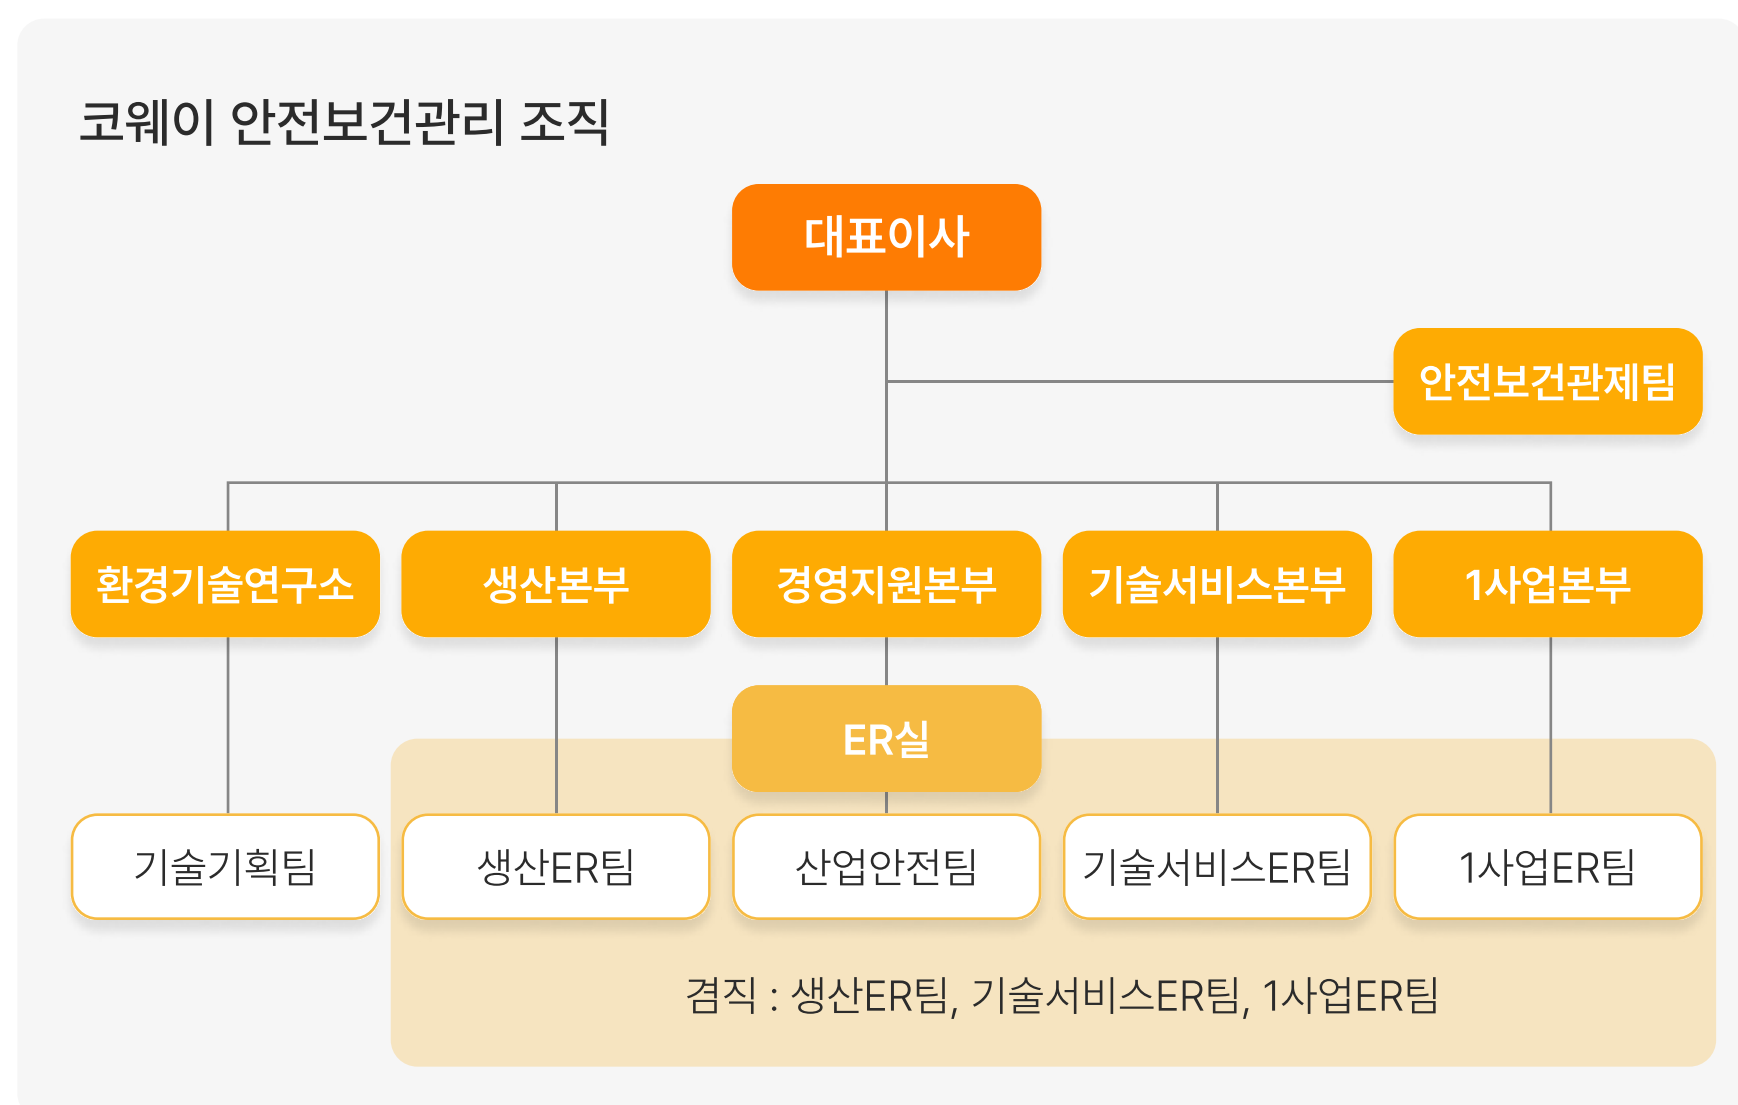 코웨이 안전보건관리 조직
대표이사
안전보건관제팀
환경기술연구소
생산본부
경영지원본부
기술서비스본부
1사업본부
ER실
기술기획팀
생산ER팀
산업안전팀
기술서비스ER팀
1사업ER팀
겸직 : 생산ER팀, 기술서비스ER팀, 1사업ER팀